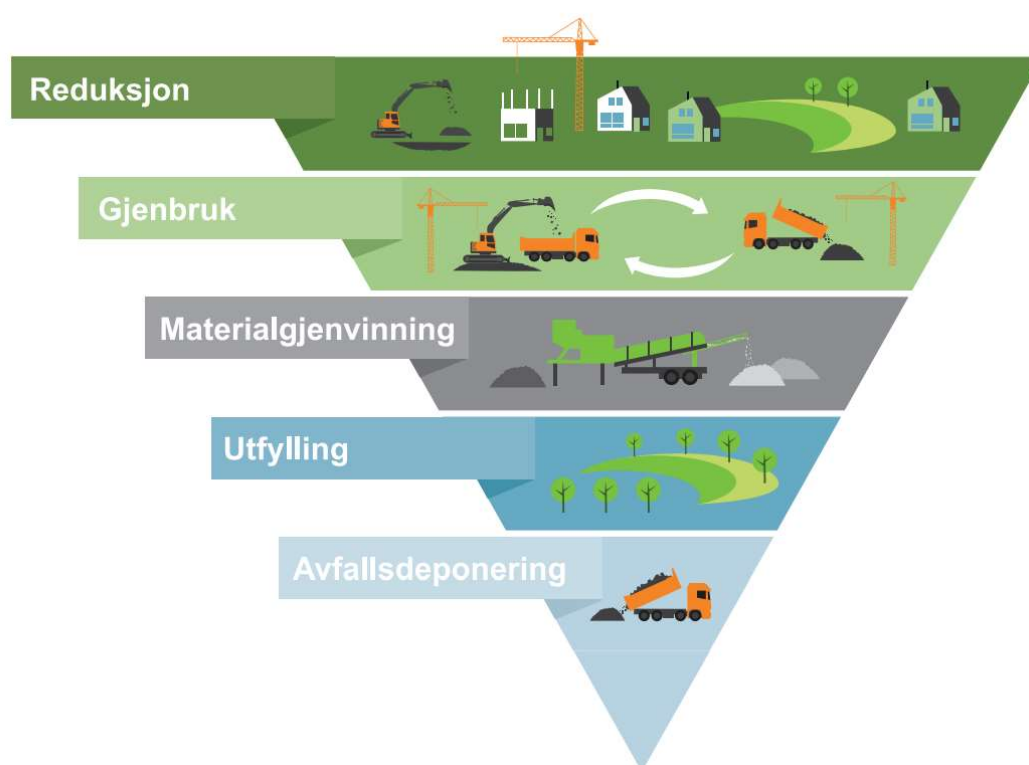 Reduksjon
Gjenbruk
Materialgjenvinning
Utfylling
Avfallsdeponering